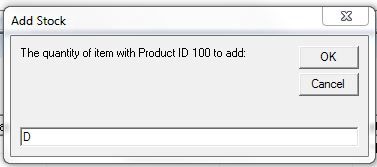 Add Stock
The quantity of item with Product ID 100 to add:
OK
Cancel
D